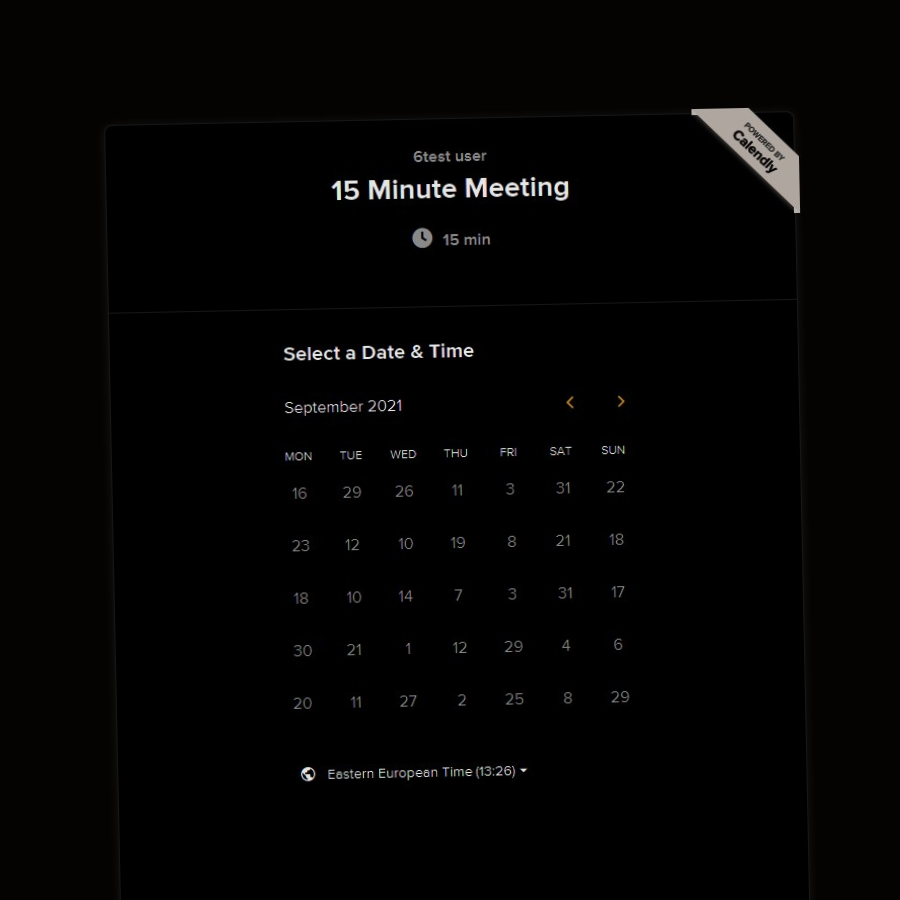 POWERED BY
Calendly
6test user
15 Minute Meeting
15 min
Select a Date & Time
September 2021
MON TUE WED THU FRI SAT SUN
16 29 26 11 3 31 22
23 12 10 19 8 21 18
18 10 14 7 3 31 17
30 21 1 12 29 4 6
20 11 27 2 25 8 29
Eastern European Time (13:26)